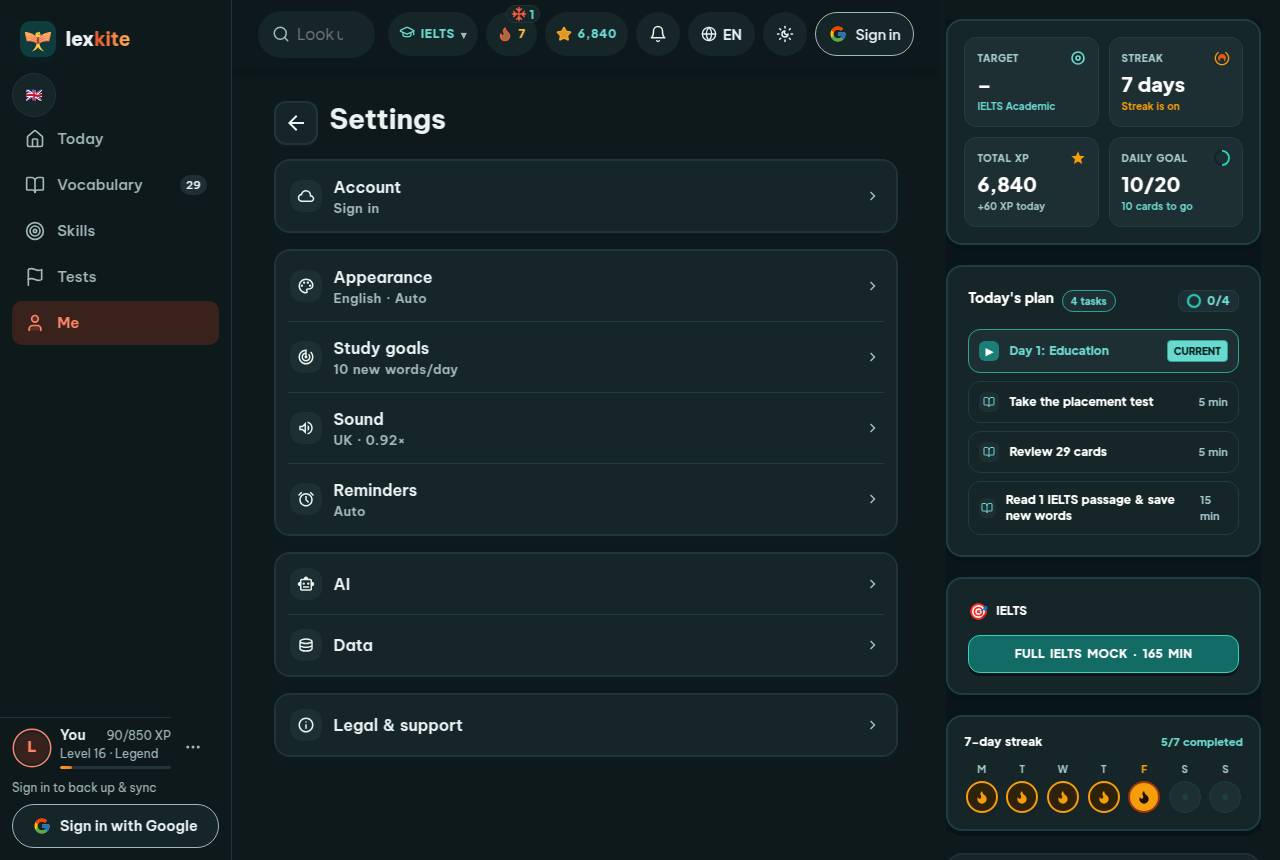 lexkite
Today
Vocabulary 29
Skills
Tests
Me
You 90/850 XP
L
Level 16 · Legend
Sign in to back up & sync
Sign in with Google
IELTS ▾
1
7
6,840
EN
Sign in
Settings
Account
Sign in
Appearance
English · Auto
Study goals
10 new words/day
Sound
UK · 0.92×
Reminders
Auto
AI
Data
Legal & support
TARGET
–
IELTS Academic
STREAK
7 days
Streak is on
TOTAL XP
6,840
+60 XP today
DAILY GOAL
10/20
10 cards to go
Today's plan 4 tasks 0/4
Day 1: Education CURRENT
Take the placement test 5 min
Review 29 cards 5 min
Read 1 IELTS passage & save 15
new words min
IELTS
FULL IELTS MOCK · 165 MIN
7-day streak 5/7 completed
M T W T F S S